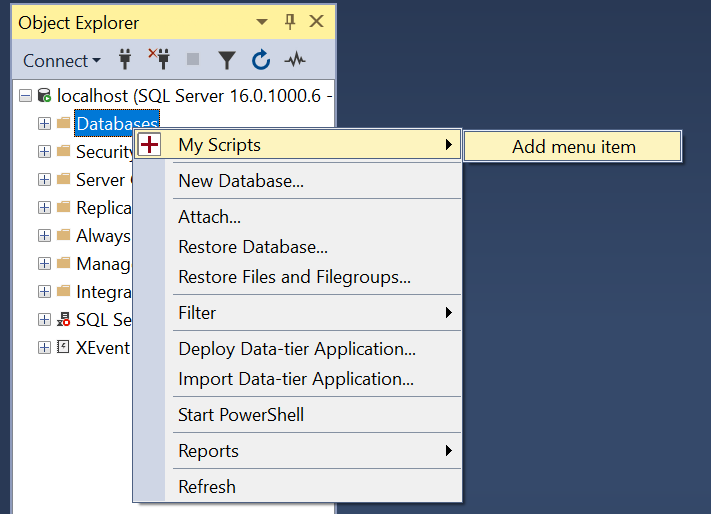 Object Explorer
Connect
localhost (SQL Server 16.0.1000.6 -
Databases
Security
Server
Replica
Always
Manag
Integra
SQL Se
XEvent
My Scripts
New Database...
Attach...
Restore Database...
Restore Files and Filegroups...
Filter
Deploy Data-tier Application...
Import Data-tier Application...
Start PowerShell
Reports
Refresh
Add menu item